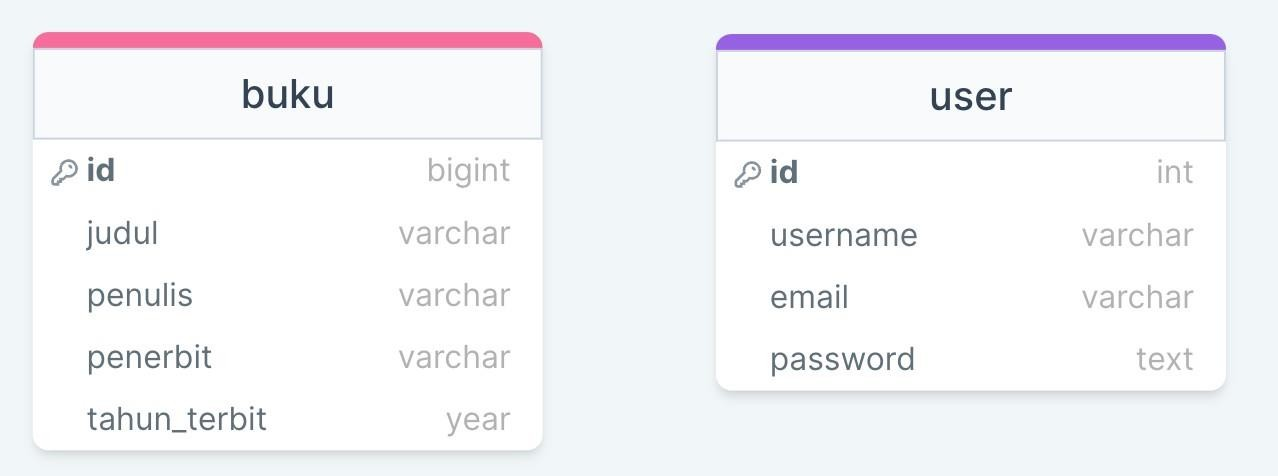 buku
id bigint
judul varchar
penulis varchar
penerbit varchar
tahun_terbit year
user
id int
username varchar
email varchar
password text